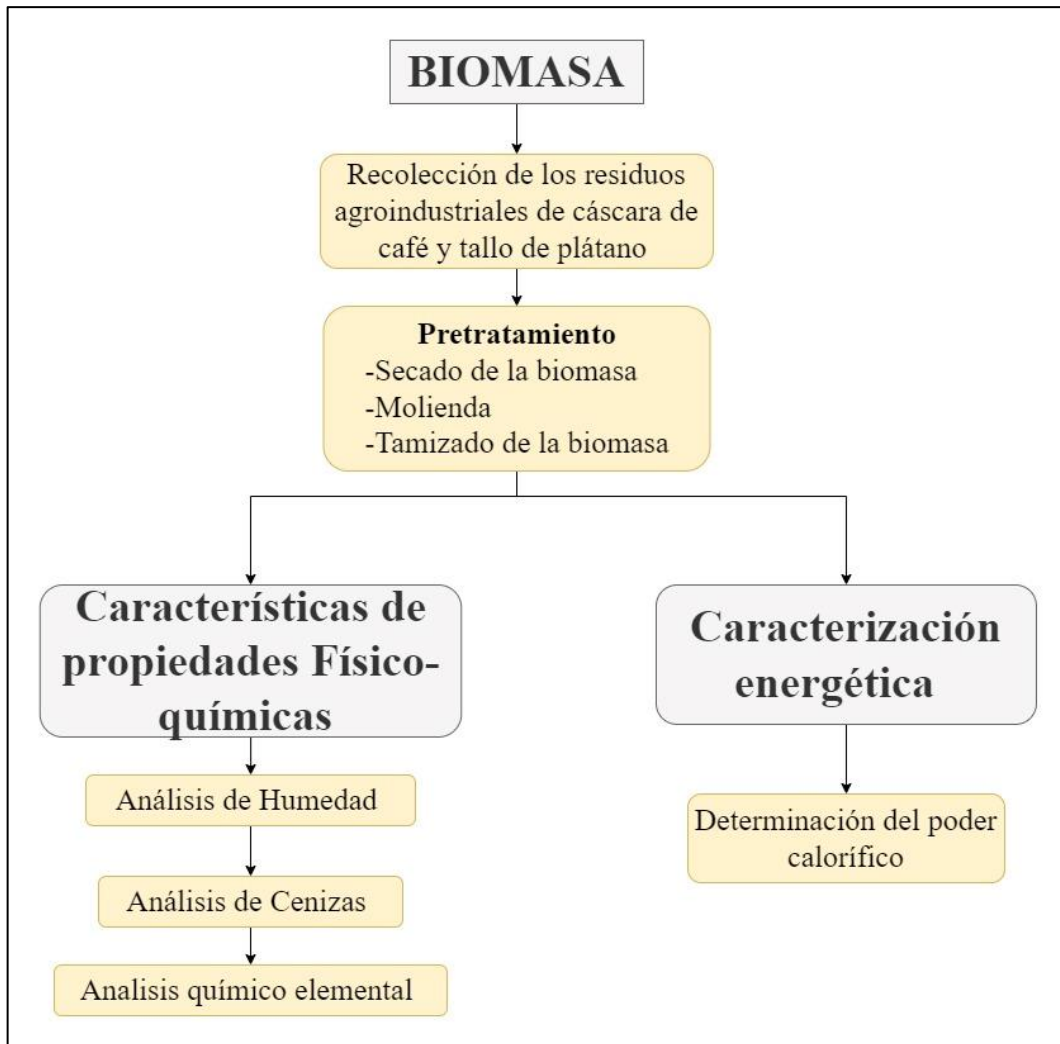 BIOMASA
Recolección de los residuos
agroindustriales de cáscara de
café y tallo de plátano
Pretratamiento
-Secado de la biomasa
-Molienda
-Tamizado de la biomasa
Característísticas de
propiedades Físico-
químicas
Análisis de Humedad
Análisis de Cenizas
Analisis químico elemental
Caracterización
energética
Determinación del poder
calorífico